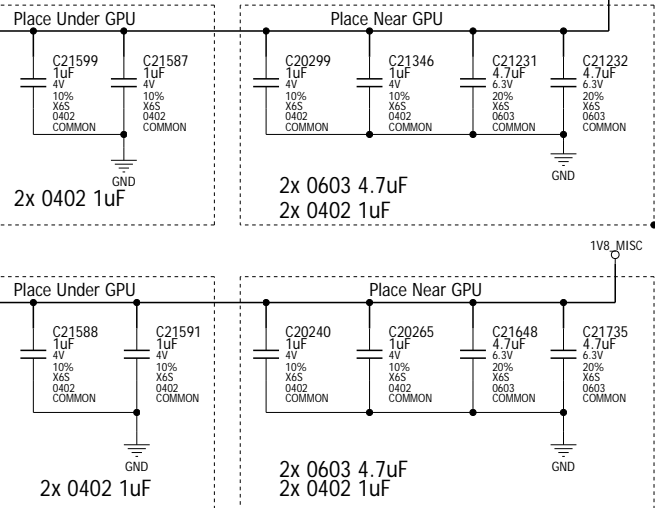 Place Under GPU
C21599
1uF
4V
10%
X6S
0402
COMMON
C21587
1uF
4V
10%
X6S
0402
COMMON
GND
2x 0402 1uF
Place Near GPU
C20299
1uF
4V
10%
X6S
0402
COMMON
C21346
1uF
4V
10%
X6S
0402
COMMON
C21231
4.7uF
6.3V
20%
X6S
0603
COMMON
C21232
4.7uF
6.3V
20%
X6S
0603
COMMON
GND
2x 0603 4.7uF
2x 0402 1uF
1V8_MISC
Place Under GPU
C21588
1uF
4V
10%
X6S
0402
COMMON
C21591
1uF
4V
10%
X6S
0402
COMMON
GND
2x 0402 1uF
Place Near GPU
C20240
1uF
4V
10%
X6S
0402
COMMON
C20265
1uF
4V
10%
X6S
0402
COMMON
C21648
4.7uF
6.3V
20%
X6S
0603
COMMON
C21735
4.7uF
6.3V
20%
X6S
0603
COMMON
GND
2x 0603 4.7uF
2x 0402 1uF